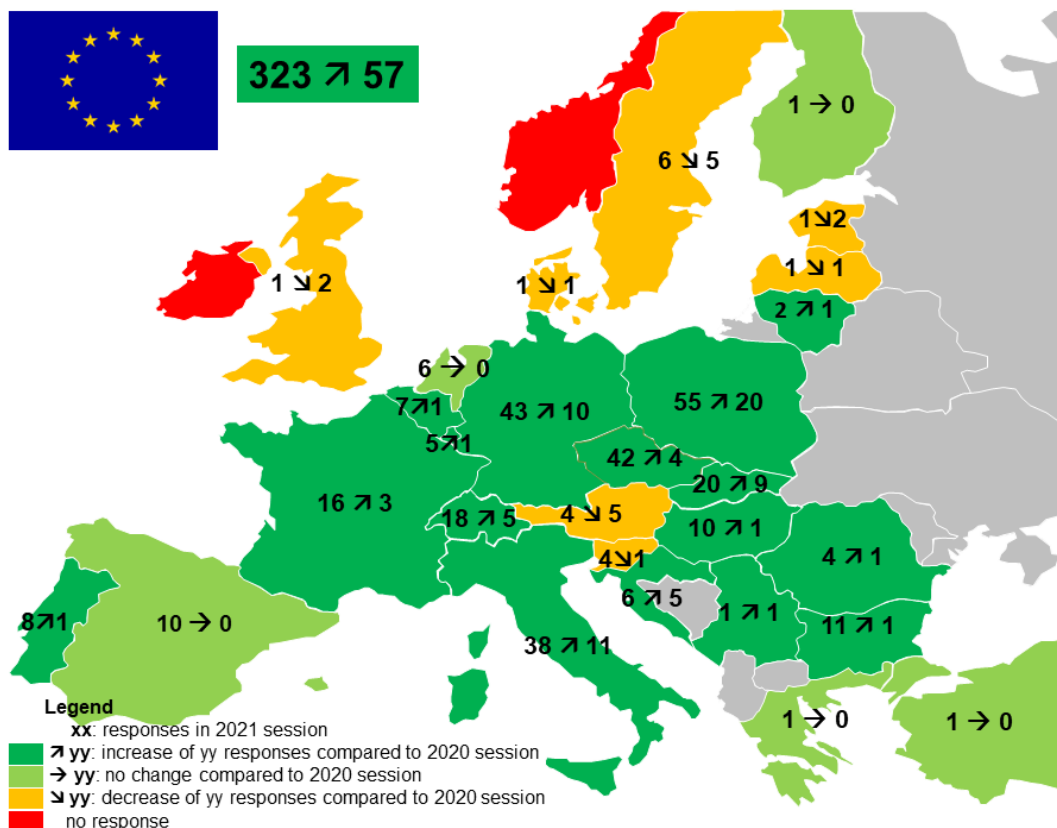 323 ↗ 57
1 → 0
6 ↘ 5
1↘2
1 ↘ 1
1 ↘ 2
1 ↘ 1
2 ↗ 1
6 → 0
7↗1
43 ↗ 10
55 ↗ 20
5↗1
42 ↗ 4
20 ↗ 9
16 ↗ 3
18 ↗ 5
4 ↘ 5
10 ↗ 1
4↘1
4 ↗ 1
6 ↗ 5
1 ↗ 1
11 ↗ 1
8↗1
10 → 0
38 ↗ 11
1 → 0
1 → 0
Legend
xx: responses in 2021 session
↗ yy: increase of yy responses compared to 2020 session
→ yy: no change compared to 2020 session
↘ yy: decrease of yy responses compared to 2020 session
no response